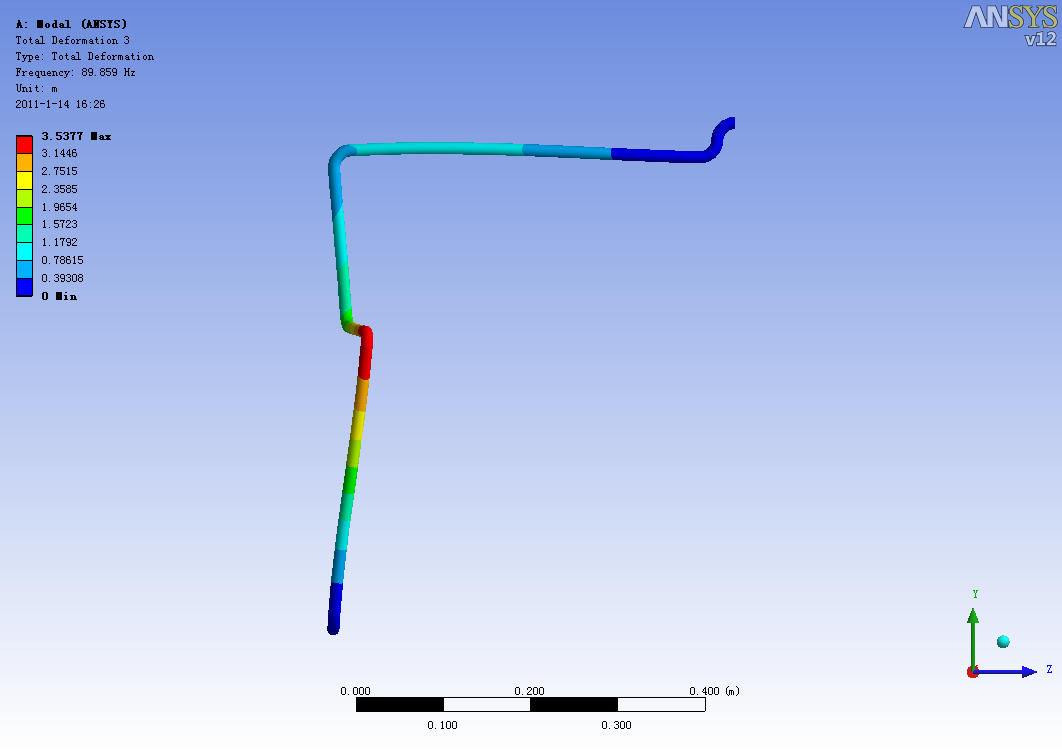 ANSYS
v12
A: Modal (ANSYS)
Total Deformation 3
Type: Total Deformation
Frequency: 89.859 Hz
Unit: m
2011-1-14 16:26
3.5377 Max
3.1446
2.7515
2.3585
1.9654
1.5723
1.1792
0.78615
0.39308
0 Min
Y
Z
0.000 0.200 0.400 (m)
0.100 0.300